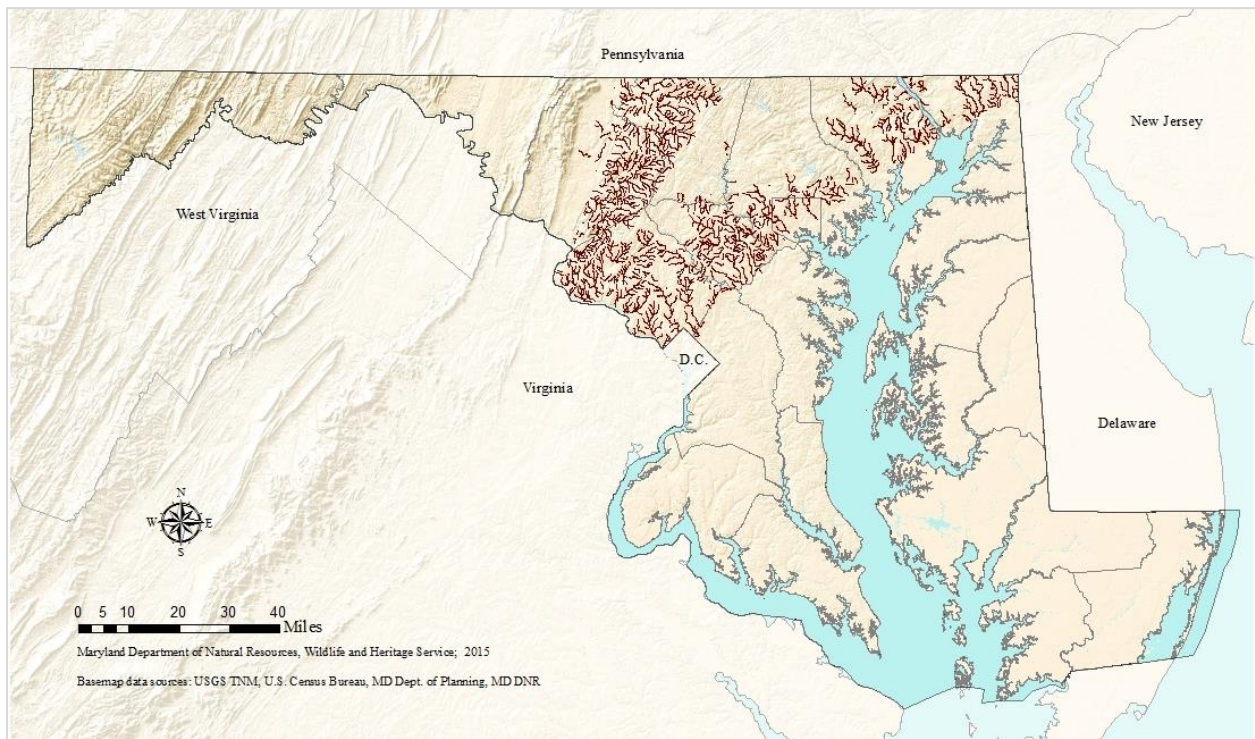 Pennsylvania
New Jersey
West Virginia
D.C.
Virginia
Delaware
N
W E
S
0 5 10 20 30 40
Miles
Maryland Department of Natural Resources, Wildlife and Heritage Service; 2015
Basemap data sources: USGS TNM, U.S. Census Bureau, MD Dept. of Planning, MD DNR